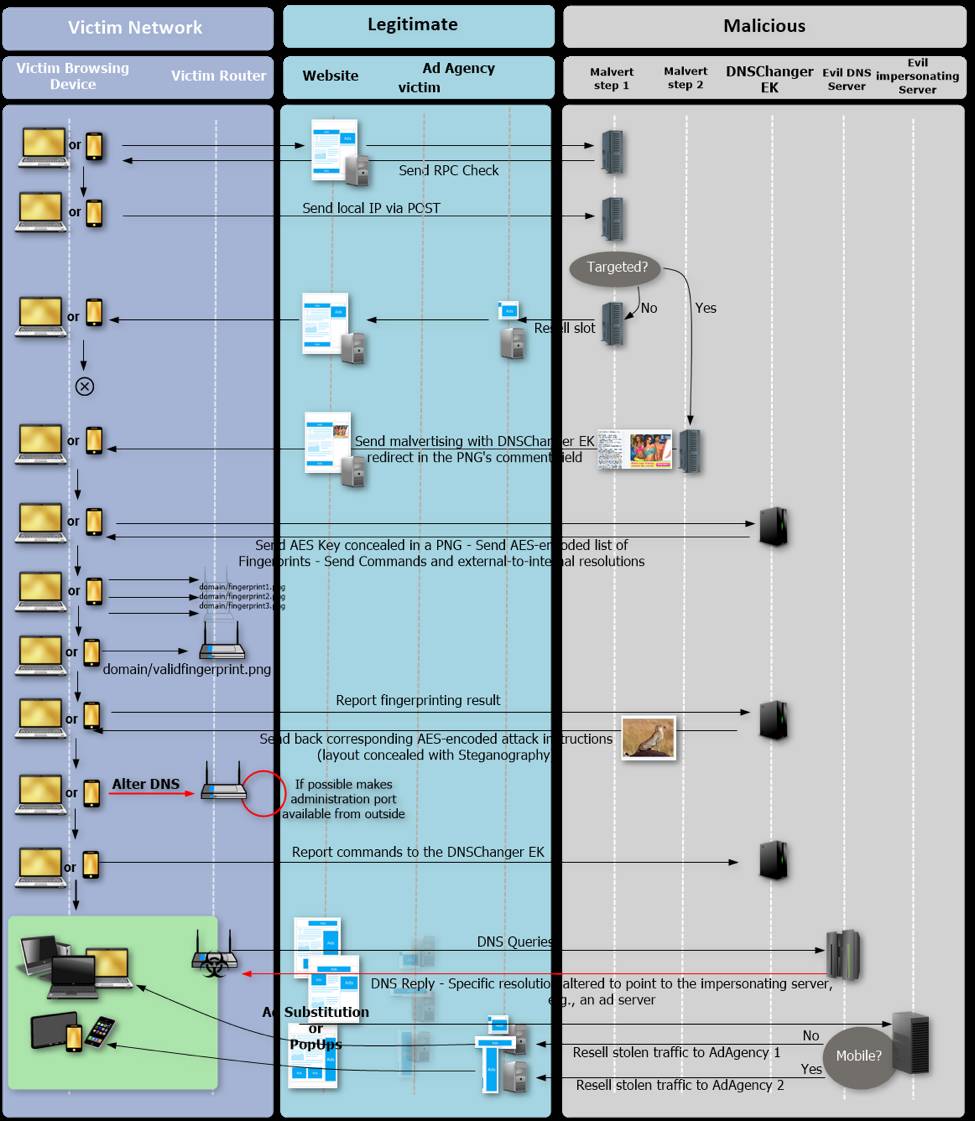 Victim Network
Legitimate
Malicious
Victim Browsing
Device
Victim Router
Website
Ad Agency
victim
Malvert
step 1
Malvert
step 2
DNSChanger
EK
Evil DNS
Server
Evil
impersonating
Server
or
Ads
Send RPC Check
or
Send local IP via POST
Targeted?
No
Yes
or
Ads
Ads
Resell slot
or
Send malvertising with DNSChanger EK
redirect in the PNG's comment field
or
Send AES Key concealed in a PNG - Send AES-encoded list of
Fingerprints - Send Commands and external-to-internal resolutions
or
domain/fingerprint1.png
domain/fingerprint2.png
domain/fingerprint3.png
or
domain/validfingerprint.png
or
Report fingerprinting result
Send back corresponding AES-encoded attack instructions
(layout concealed with Steganography
or
Alter DNS
If possible makes
administration port
available from outside
or
Report commands to the DNSChanger EK
DNS Queries
DNS Reply - Specific resolution altered to point to the impersonating server,
e.g., an ad server
Ad Substitution
or
PopUps
No
Resell stolen traffic to AdAgency 1
Mobile?
Yes
Resell stolen traffic to AdAgency 2